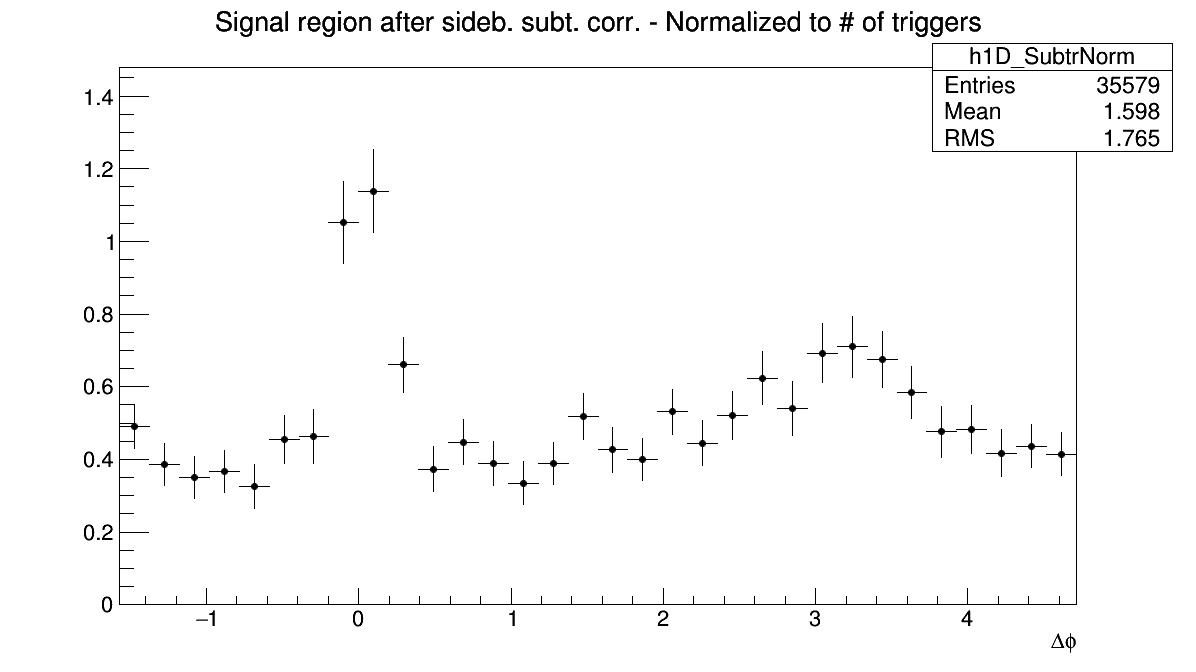 Signal region after sideb. subt. corr. - Normalized to # of triggers
h1D_SubtrNorm
Entries 35579
Mean 1.598
RMS 1.765
1.4
1.2
1
0.8
0.6
0.4
0.2
0
−1 0 1 2 3 4
Δϕ